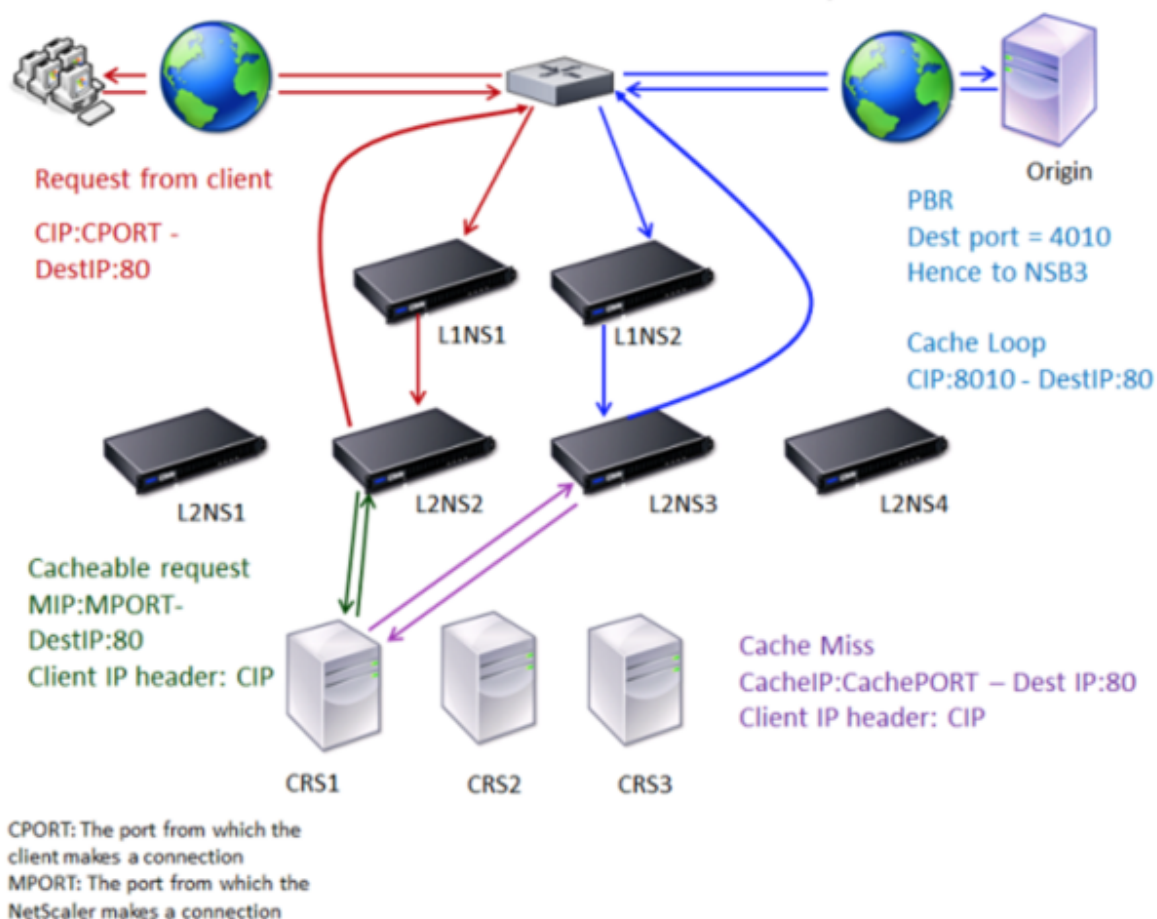 Request from client
CIP:CPORT -
DestIP:80
Origin
PBR
Dest port = 4010
Hence to NSB3
Cache Loop
CIP:8010 - DestIP:80
L1NS1
L1NS2
L2NS1
L2NS2
L2NS3
L2NS4
Cacheable request
MIP:MPORT-
DestIP:80
Client IP header: CIP
Cache Miss
CacheIP:CachePORT – Dest IP:80
Client IP header: CIP
CRS1
CRS2
CRS3
CPORT: The port from which the
client makes a connection
MPORT: The port from which the
NetScaler makes a connection